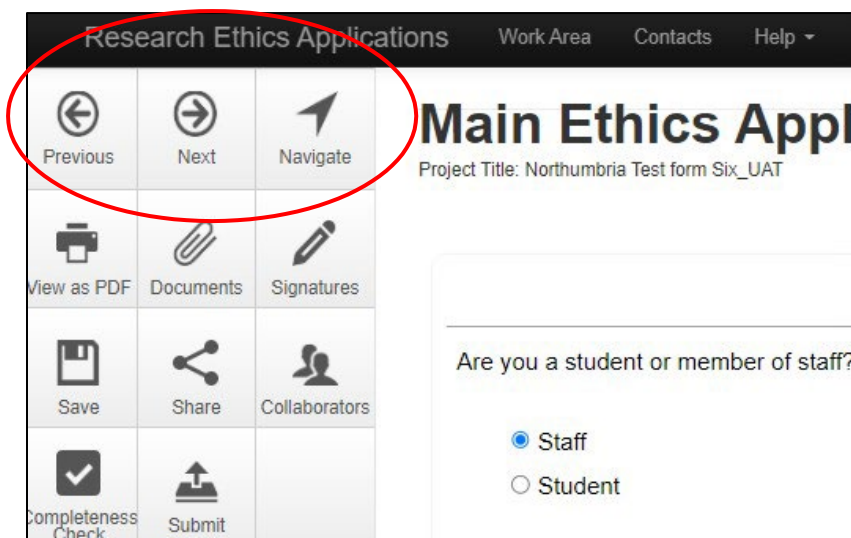 Research Ethics Applications Work Area Contacts Help
Previous Next Navigate
Main Ethics Appl
Project Title: Northumbria Test form Six_UAT
View as PDF Documents Signatures
Are you a student or member of staff?
Save Share Collaborators
Staff
Student
Completeness
Check
Submit